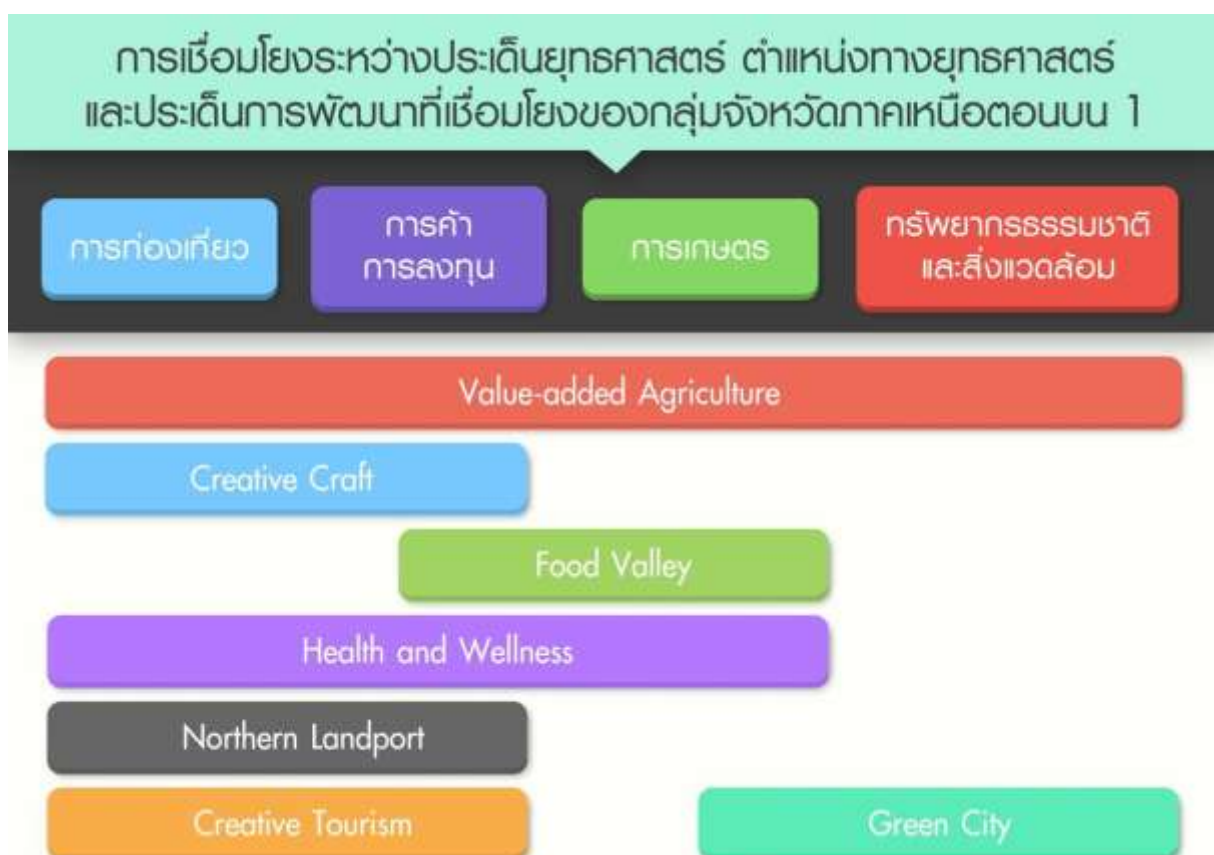 การเชื่อมโยงระหว่างประเด็นยุทธศาสตร์ ตำแหน่งทางยุทธศาสตร์
และประเด็นการพัฒนาที่เชื่อมโยงของกลุ่มจังหวัดภาคเหนือตอนบน 1
การท่องเที่ยว
การค้า
การลงทุน
การเกษตร
ทรัพยากรธรรมชาติ
และสิ่งแวดล้อม
Value-added Agriculture
Creative Craft
Food Valley
Health and Wellness
Northern Landport
Creative Tourism
Green City